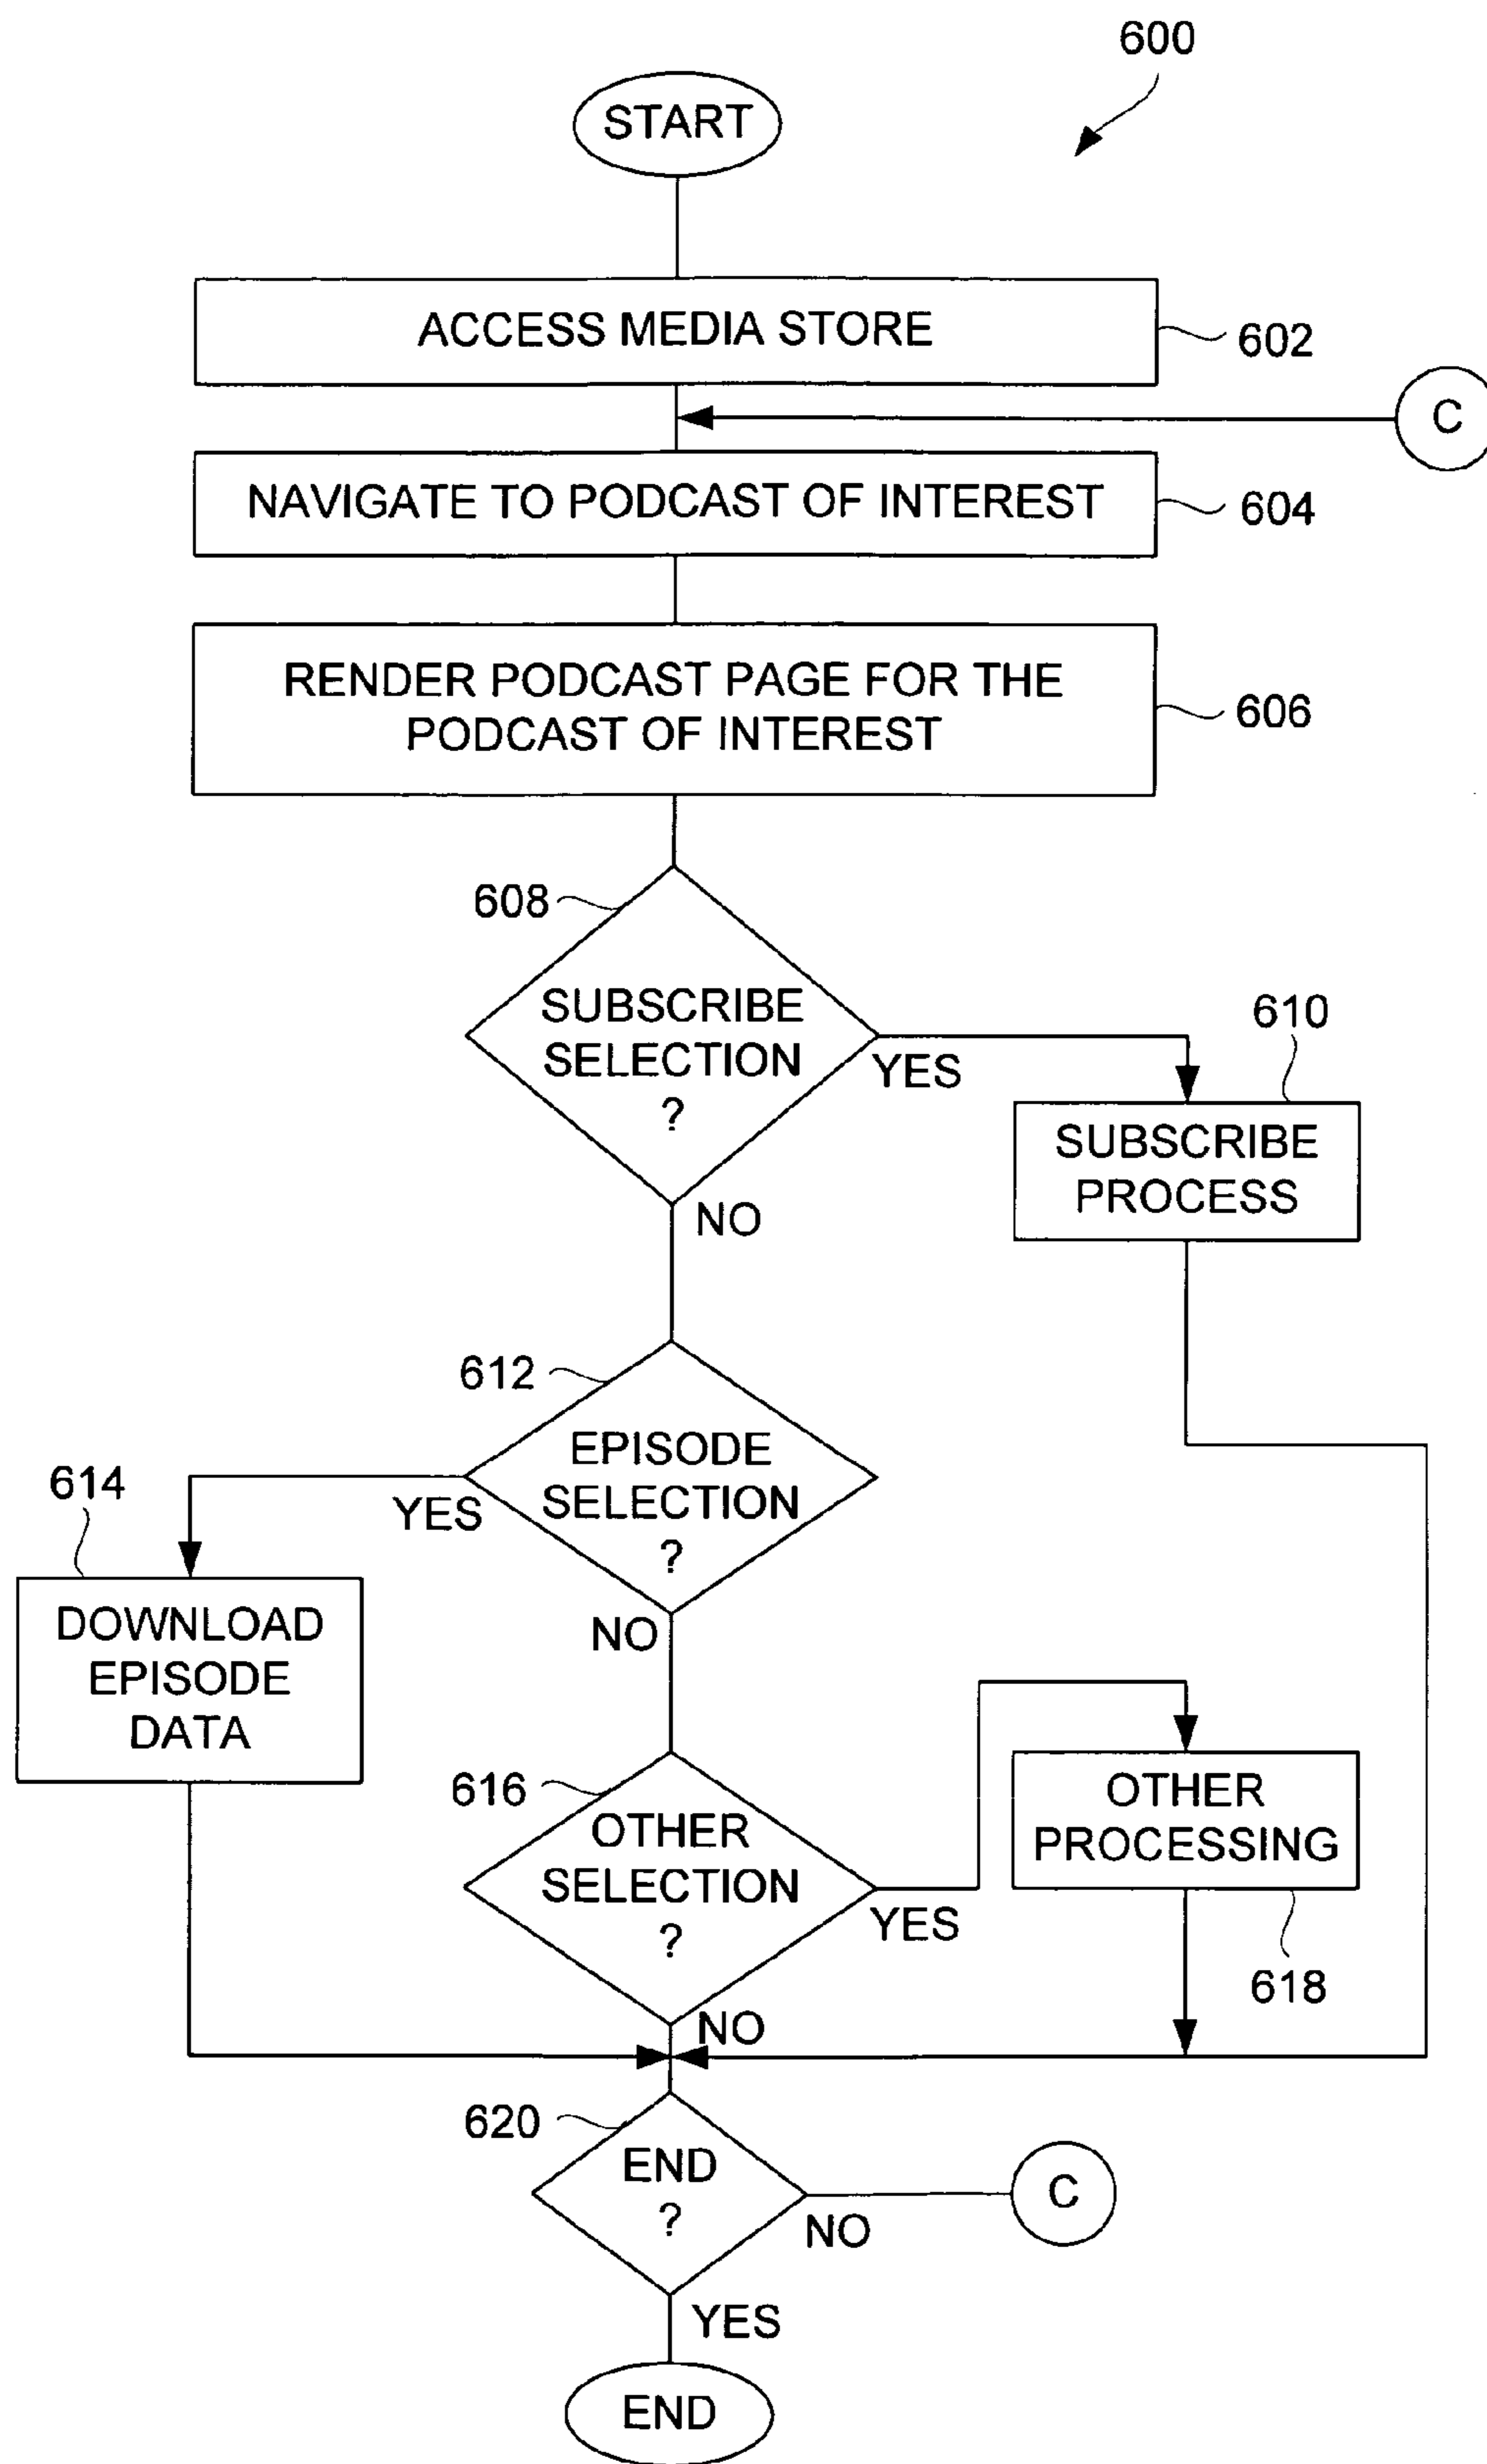 600
START
ACCESS MEDIA STORE
602
C
NAVIGATE TO PODCAST OF INTEREST
604
RENDER PODCAST PAGE FOR THE
PODCAST OF INTEREST
606
608
SUBSCRIBE
SELECTION
?
YES
NO
610
SUBSCRIBE
PROCESS
612
EPISODE
SELECTION
?
YES
NO
614
DOWNLOAD
EPISODE
DATA
616
OTHER
SELECTION
?
YES
NO
OTHER
PROCESSING
618
620
END
?
NO
C
YES
END